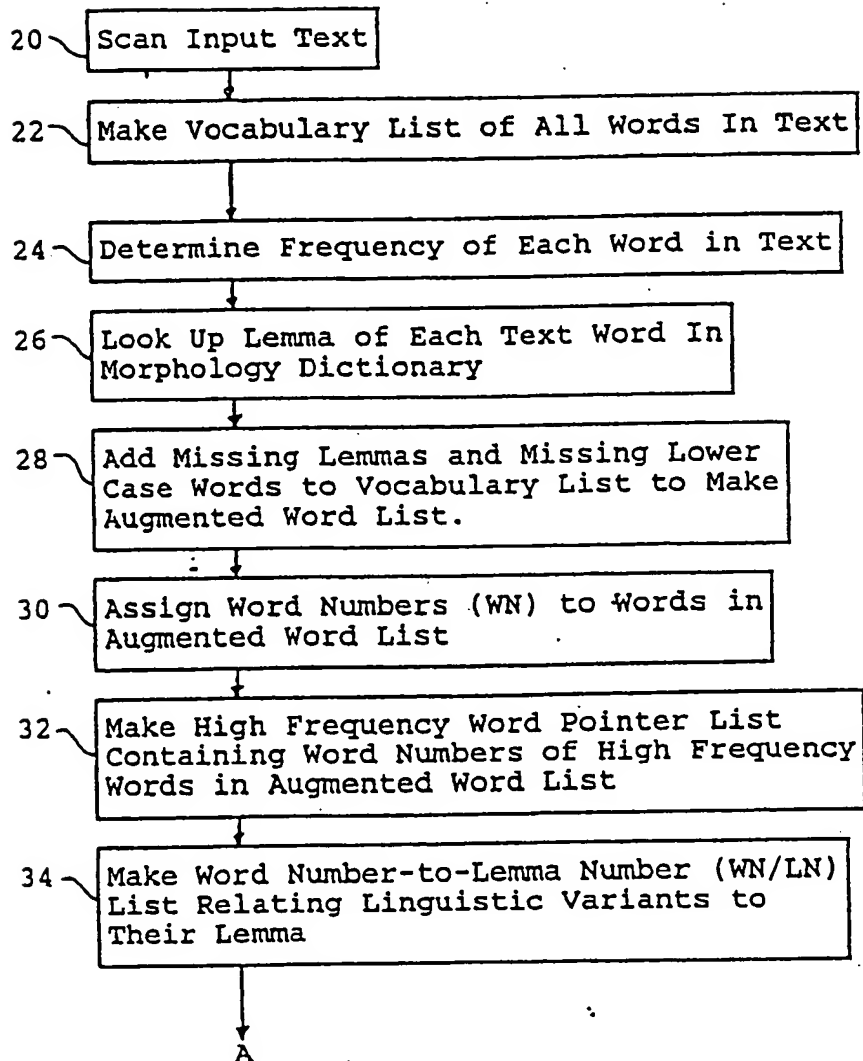 20 Scan Input Text
22 Make Vocabulary List of All Words In Text
24 Determine Frequency of Each Word in Text
26 Look Up Lemma of Each Text Word In
Morphology Dictionary
28 Add Missing Lemmas and Missing Lower
Case Words to Vocabulary List to Make
Augmented Word List.
30 Assign Word Numbers (WN) to Words in
Augmented Word List
32 Make High Frequency Word Pointer List
Containing Word Numbers of High Frequency
Words in Augmented Word List
34 Make Word Number-to-Lemma Number (WN/LN)
List Relating Linguistic Variants to
Their Lemma
A